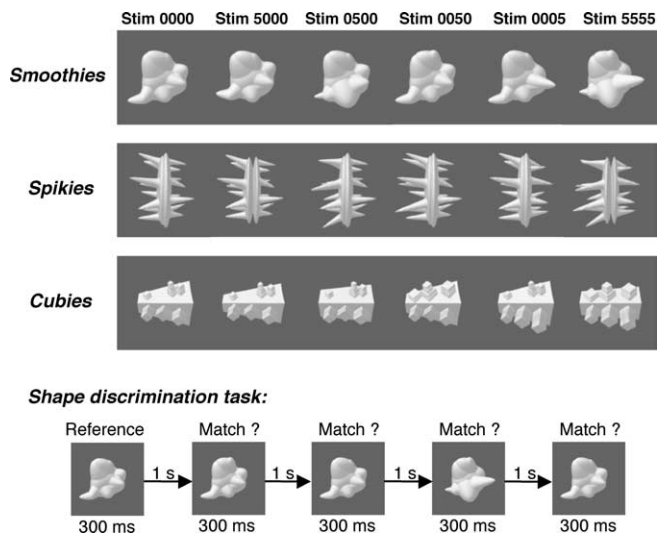 Stim 0000 Stim 5000 Stim 0500 Stim 0050 Stim 0005 Stim 5555
Smoothies
Spikies
Cubies
Shape discrimination task:
Reference Match ? Match ? Match ? Match ?
1 s 1 s 1 s 1 s
300 ms 300 ms 300 ms 300 ms 300 ms